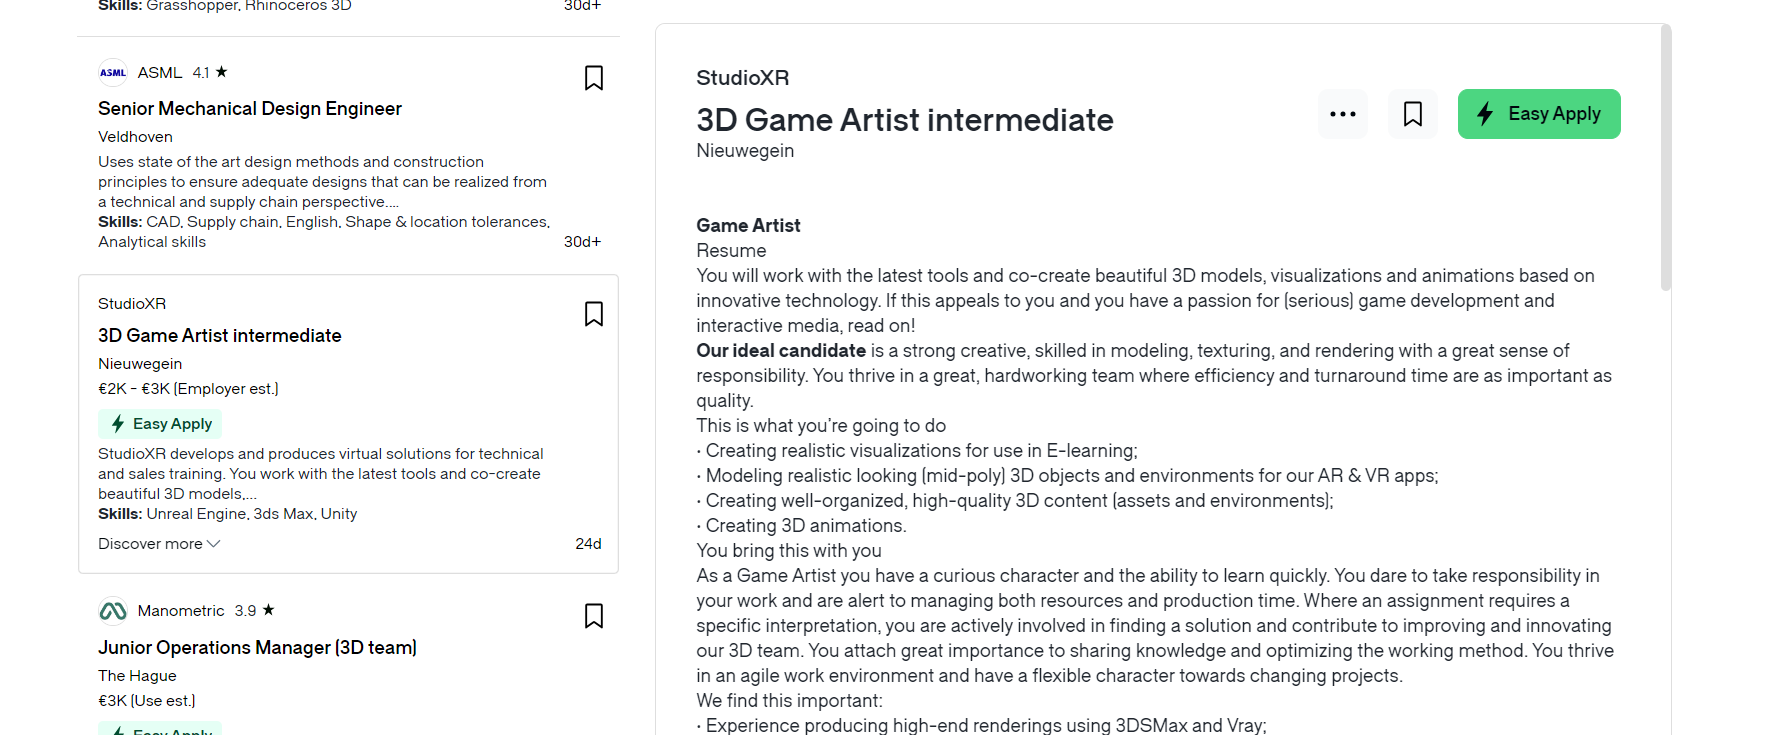 Skills: Grasshopper, Rhinoceros 3D
30d+
ASML
ASML 4.1 ★
Senior Mechanical Design Engineer
Veldhoven
Uses state of the art design methods and construction
principles to ensure adequate designs that can be realized from
a technical and supply chain perspective....
Skills: CAD, Supply chain, English, Shape & location tolerances,
Analytical skills
30d+
StudioXR
3D Game Artist intermediate
Nieuwegein
€2K - €3K (Employer est.)
Easy Apply
StudioXR develops and produces virtual solutions for technical
and sales training. You work with the latest tools and co-create
beautiful 3D models,...
Skills: Unreal Engine, 3ds Max, Unity
Discover more
24d
Manometric 3.9 ★
Junior Operations Manager (3D team)
The Hague
€3K (Use est.)
Easy Apply
StudioXR
3D Game Artist intermediate
Nieuwegein
Easy Apply
Game Artist
Resume
You will work with the latest tools and co-create beautiful 3D models, visualizations and animations based on
innovative technology. If this appeals to you and you have a passion for (serious) game development and
interactive media, read on!
Our ideal candidate is a strong creative, skilled in modeling, texturing, and rendering with a great sense of
responsibility. You thrive in a great, hardworking team where efficiency and turnaround time are as important as
quality.
This is what you’re going to do
· Creating realistic visualizations for use in E-learning;
· Modeling realistic looking (mid-poly) 3D objects and environments for our AR & VR apps;
· Creating well-organized, high-quality 3D content (assets and environments);
· Creating 3D animations.
You bring this with you
As a Game Artist you have a curious character and the ability to learn quickly. You dare to take responsibility in
your work and are alert to managing both resources and production time. Where an assignment requires a
specific interpretation, you are actively involved in finding a solution and contribute to improving and innovating
our 3D team. You attach great importance to sharing knowledge and optimizing the working method. You thrive
in an agile work environment and have a flexible character towards changing projects.
We find this important:
· Experience producing high-end renderings using 3DSMax and Vray;